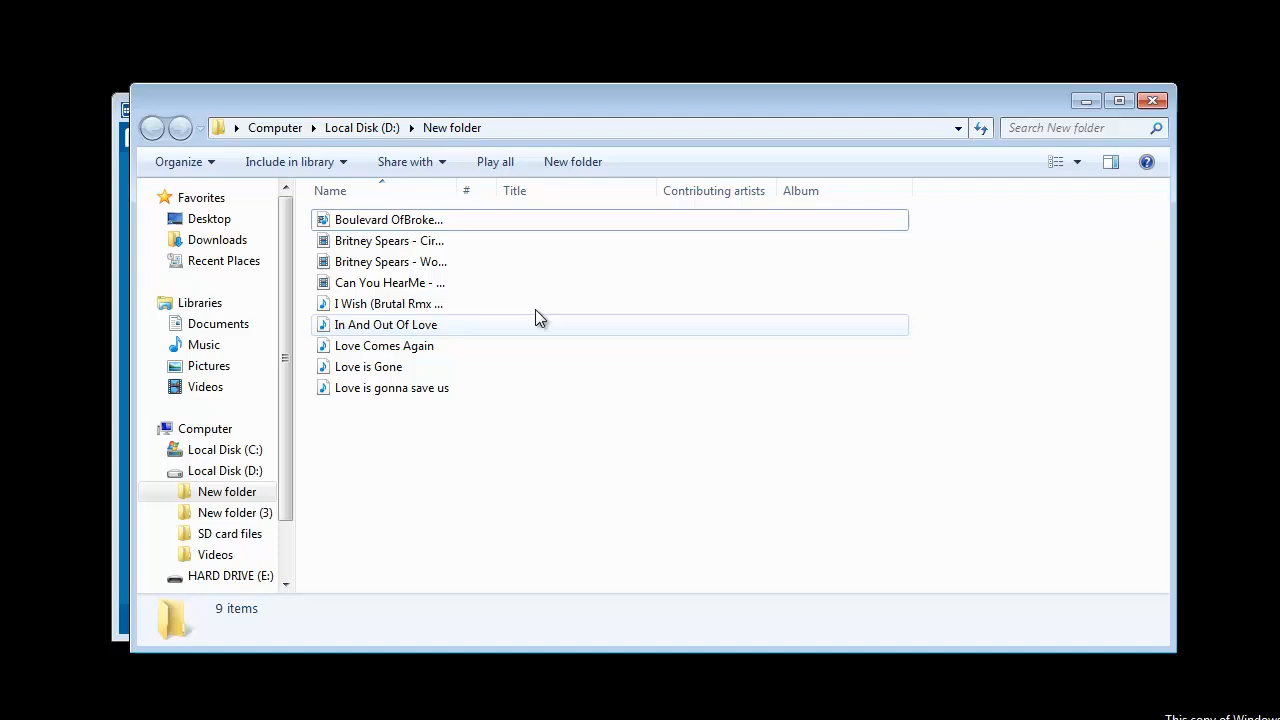 Computer Local Disk (D:) New folder
Search New folder
Organize Include in library Share with Play all New folder
Name # Title Contributing artists Album
Favorites
Desktop
Downloads
Recent Places
Libraries
Documents
Music
Pictures
Videos
Computer
Local Disk (C:)
Local Disk (D:)
New folder
New folder (3)
SD card files
Videos
HARD DRIVE (E:)
Boulevard OfBroke...
Britney Spears - Cir...
Britney Spears - Wo...
Can You HearMe - ...
I Wish (Brutal Rmx ...
In And Out Of Love
Love Comes Again
Love is Gone
Love is gonna save us
9 items
This copy of Window